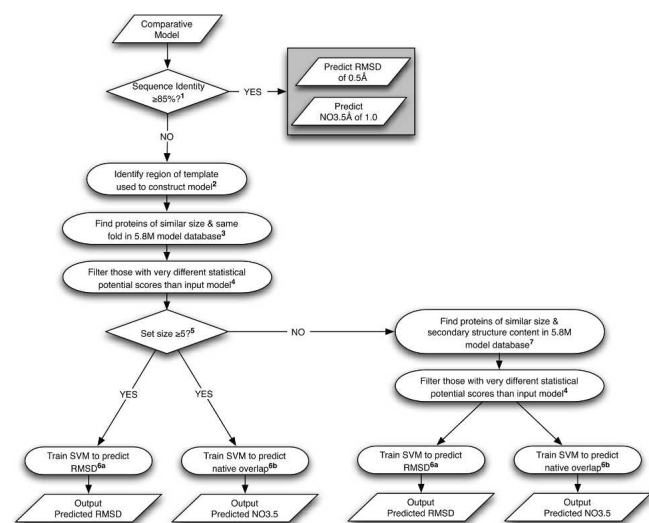 Comparative
Model
Sequence Identity
≥85%?¹
YES
Predict RMSD
of 0.5Å
Predict
NO3.5Å of 1.0
NO
Identify region of template
used to construct model²
Find proteins of similar size & same
fold in 5.8M model database³
Filter those with very different statistical
potential scores than input model⁴
Set size ≥5?⁵
NO
Find proteins of similar size &
secondary structure content in 5.8M
model database⁷
Filter those with very different statistical
potential scores than input model⁴
YES
YES
Train SVM to predict
RMSD⁶ᵃ
Train SVM to predict
native overlap⁶ᵇ
Train SVM to predict
RMSD⁶ᵃ
Train SVM to predict
native overlap⁶ᵇ
Output
Predicted RMSD
Output
Predicted NO3.5
Output
Predicted RMSD
Output
Predicted NO3.5